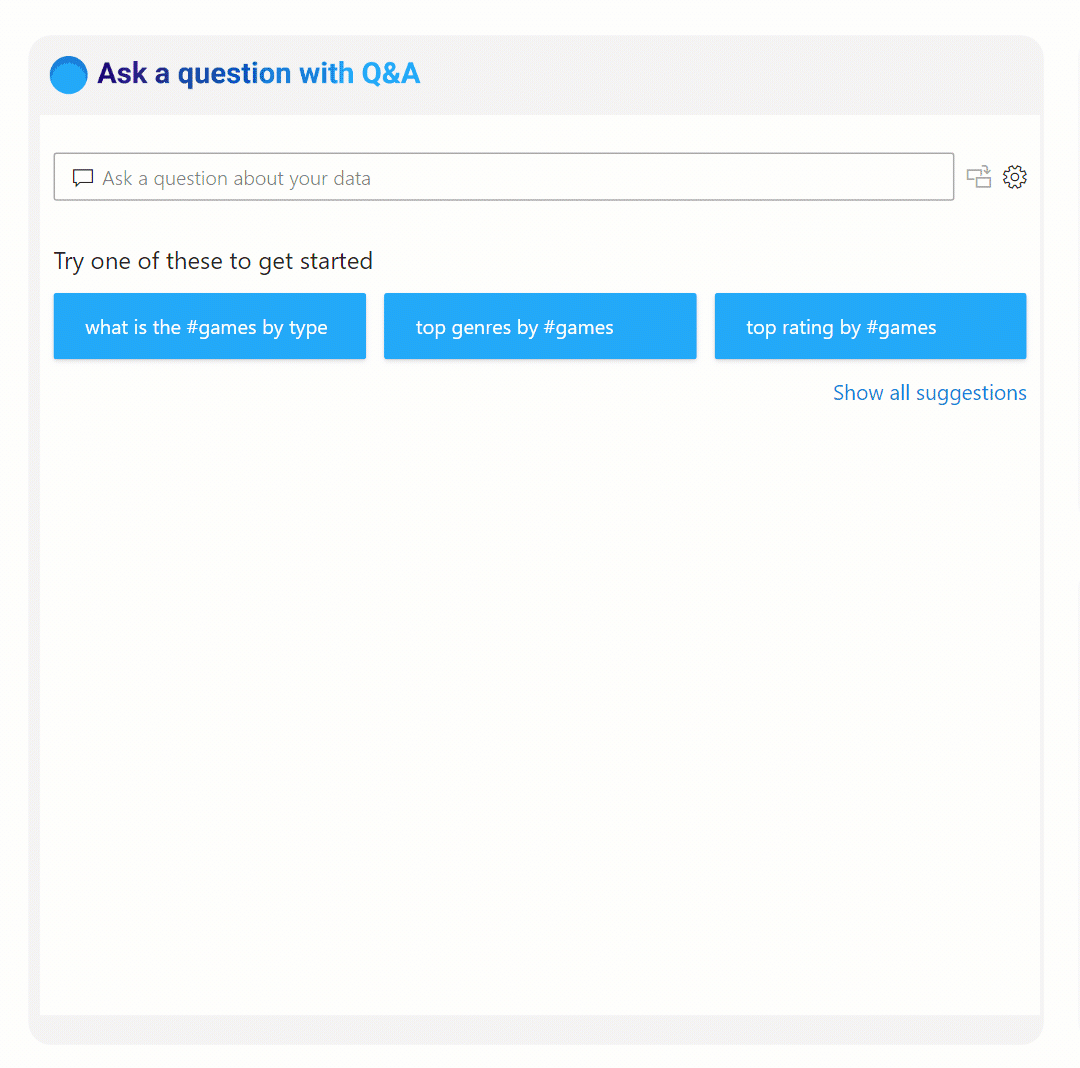 Ask a question with Q&A
Ask a question about your data
Try one of these to get started
what is the #games by type
top genres by #games
top rating by #games
Show all suggestions